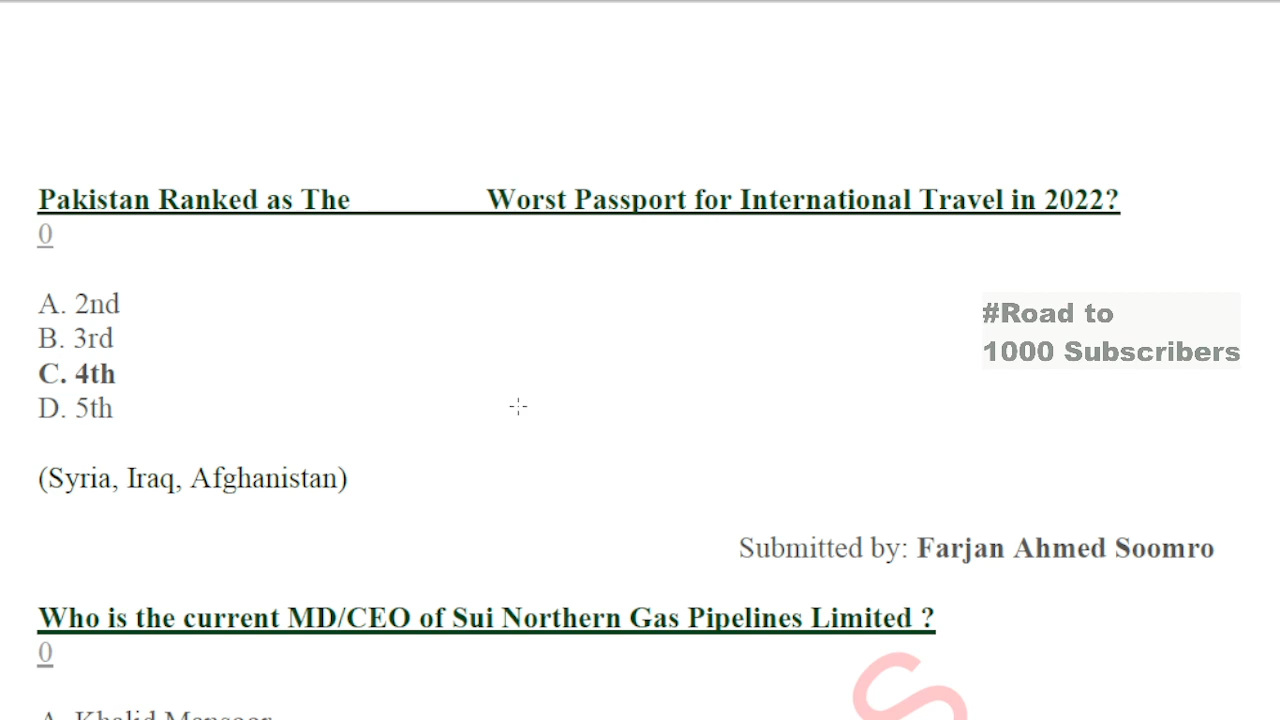 Pakistan Ranked as The Worst Passport for International Travel in 2022?
0
A. 2nd
B. 3rd
C. 4th
D. 5th
#Road to
1000 Subscribers
(Syria, Iraq, Afghanistan)
Submitted by: Farjan Ahmed Soomro
Who is the current MD/CEO of Sui Northern Gas Pipelines Limited ?
0
A. Khalid Mansoor